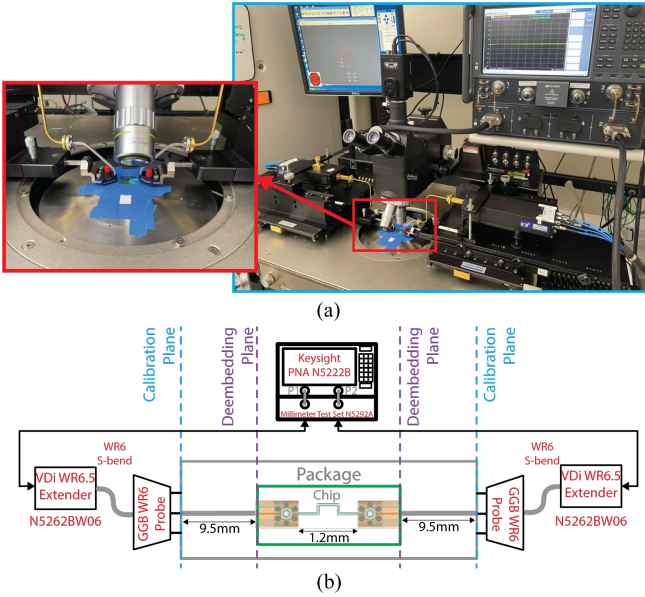 (a)
Calibration
Plane
Deembedding
Plane
Keysight
PNA N5222B
P1
P2
Millimeter Test Set N5292A
Deembedding
Plane
Calibration
Plane
WR6
S-bend
VDi WR6.5
Extender
N5262BW06
GGB WR6
Probe
Package
Chip
9.5mm
1.2mm
9.5mm
GGB WR6
Probe
WR6
S-bend
VDi WR6.5
Extender
N5262BW06
(b)